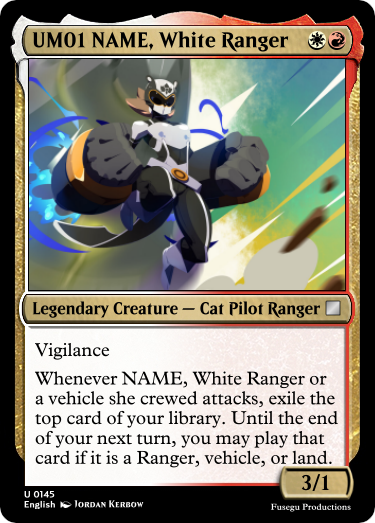 UM01 NAME, White Ranger
Legendary Creature — Cat Pilot Ranger
Vigilance
Whenever NAME, White Ranger or
a vehicle she crewed attacks, exile the
top card of your library. Until the end
of your next turn, you may play that
card if it is a Ranger, vehicle, or land.
3/1
U 0145
English Jordan Kerbow
Fusegu Productions